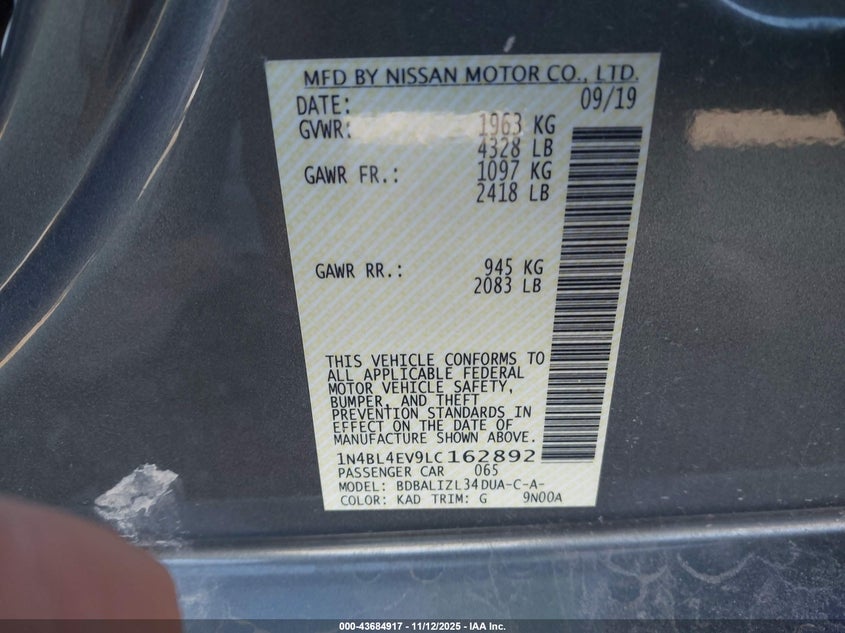 MFD BY NISSAN MOTOR CO., LTD.
DATE: 09/19
GVWR: 1963 KG
4328 LB
GAWR FR.: 1097 KG
2418 LB
GAWR RR.: 945 KG
2083 LB
THIS VEHICLE CONFORMS TO
ALL APPLICABLE FEDERAL
MOTOR VEHICLE SAFETY,
BUMPER, AND THEFT
PREVENTION STANDARDS IN
EFFECT ON THE DATE OF
MANUFACTURE SHOWN ABOVE.
1N4BL4EV9LC162892
PASSENGER CAR 065
MODEL: BDBALIZL34DUA-C-A-
COLOR: KAD TRIM: G 9N00A
000-43684917 - 11/12/2025 - IAA Inc.